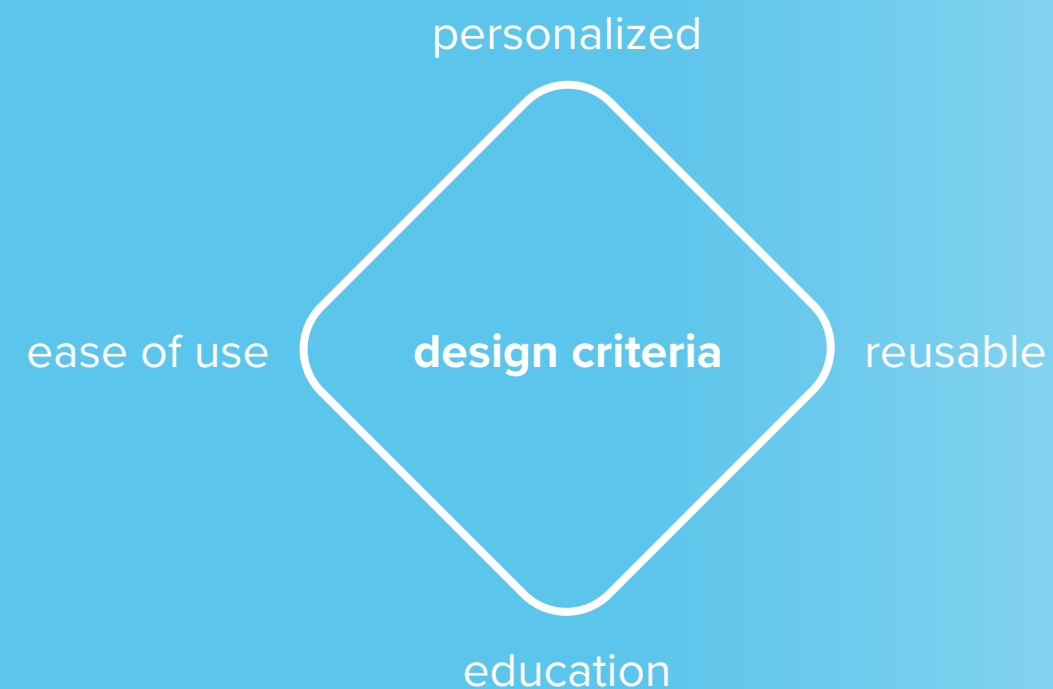 personalized
ease of use
design criteria
reusable
education